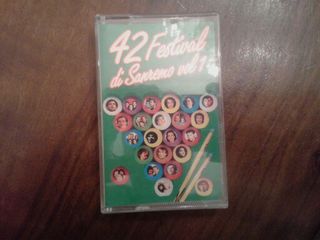 42 Festival
di Sanremo vol 1